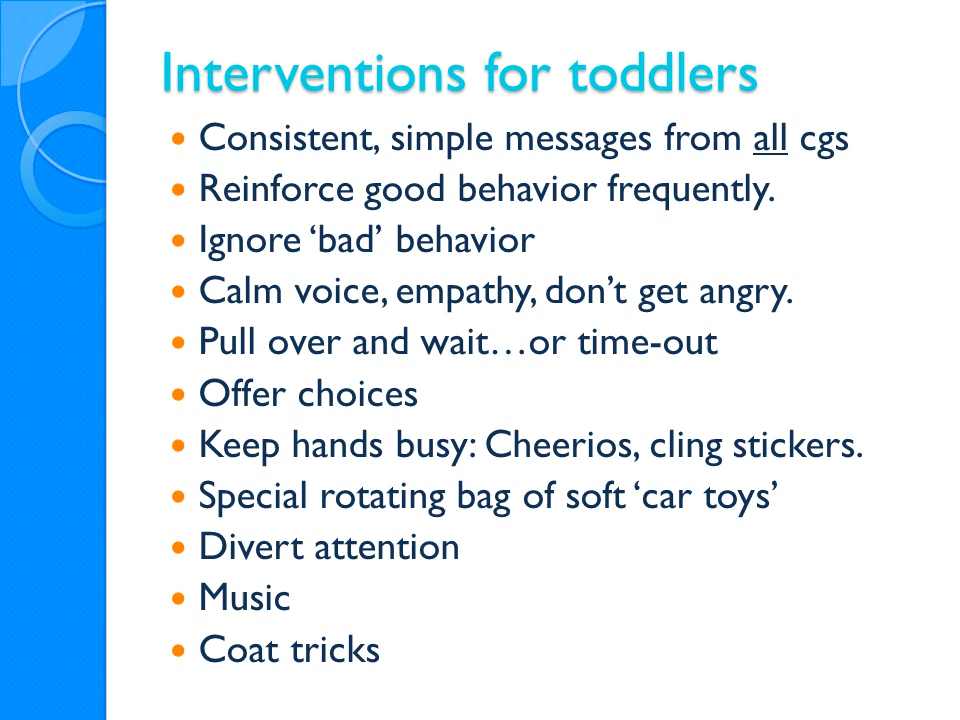 Interventions for toddlers
Consistent, simple messages from all cgs
Reinforce good behavior frequently.
Ignore ‘bad’ behavior
Calm voice, empathy, don’t get angry.
Pull over and wait…or time-out
Offer choices
Keep hands busy: Cheerios, cling stickers.
Special rotating bag of soft ‘car toys’
Divert attention
Music
Coat tricks